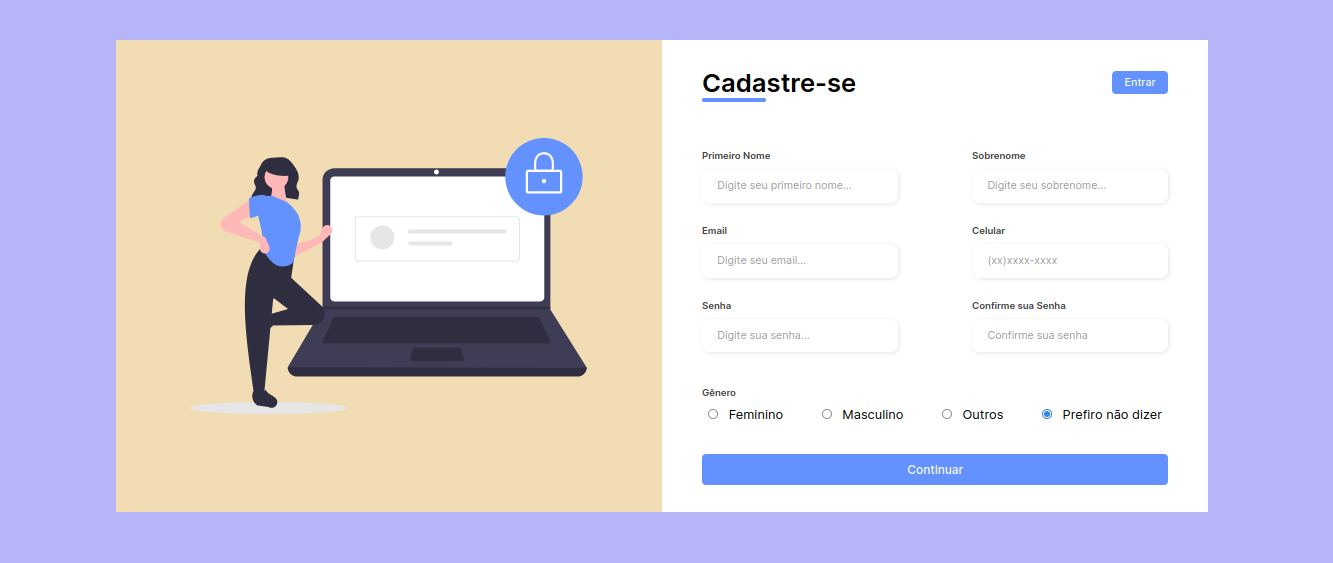 Cadastre-se
Entrar
Primeiro Nome
Sobrenome
Digite seu primeiro nome...
Digite seu sobrenome...
Email
Celular
Digite seu email...
(xx)xxxx-xxxx
Senha
Confirme sua Senha
Digite sua senha...
Confirme sua senha
Gênero
Feminino
Masculino
Outros
Prefiro não dizer
Continuar